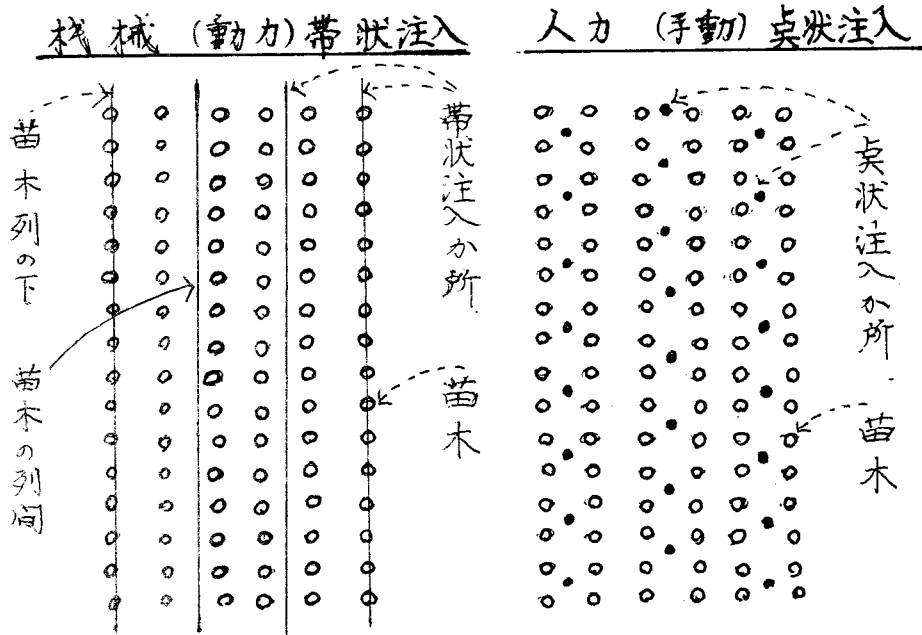 栈械(動力)帯状注入
苗木列の下
苗木の列间
帯状注入か所
苗木
人力(手動)点状注入
点状注入か所
苗木